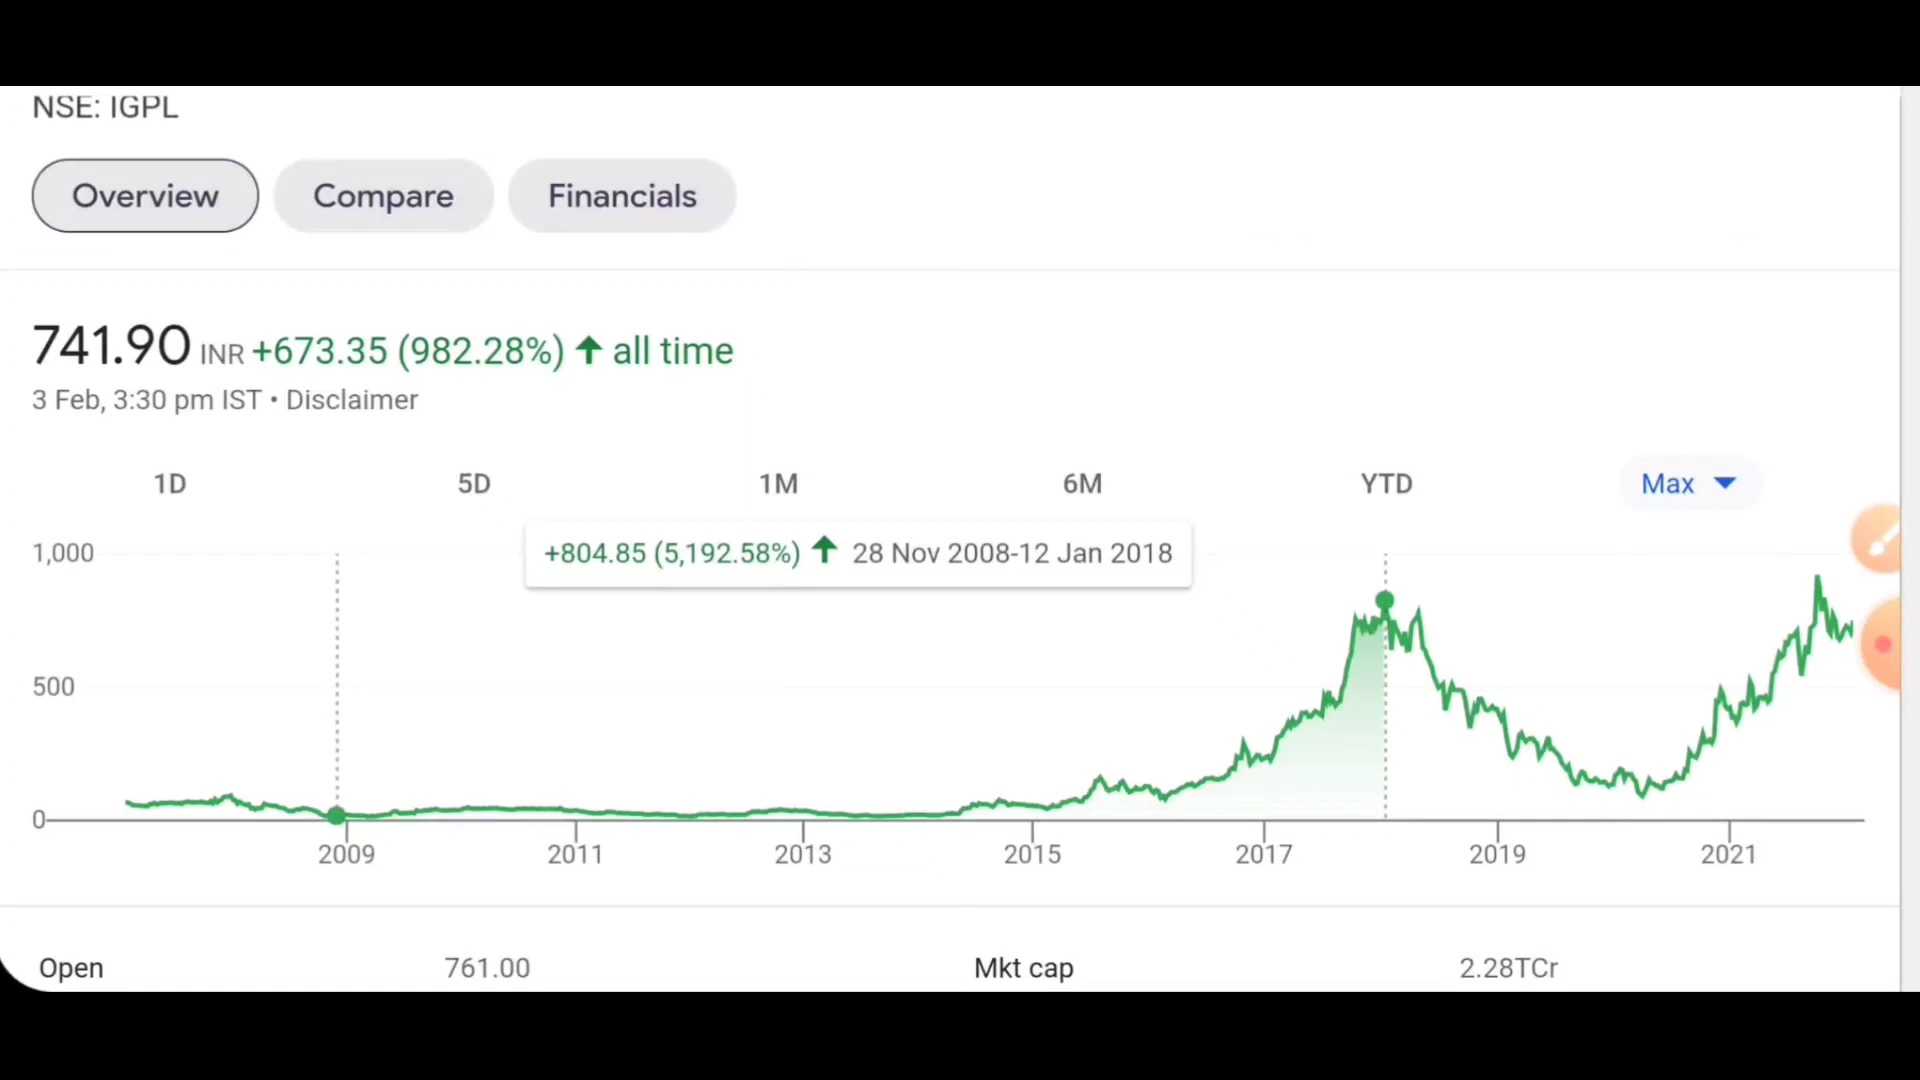 NSE: IGPL
Overview Compare Financials
741.90 INR +673.35 (982.28%) ↑ all time
3 Feb, 3:30 pm IST • Disclaimer
1D 5D 1M 6M YTD Max
+804.85 (5,192.58%) ↑ 28 Nov 2008-12 Jan 2018
1,000
500
0
2009 2011 2013 2015 2017 2019 2021
Open 761.00 Mkt cap 2.28TCr